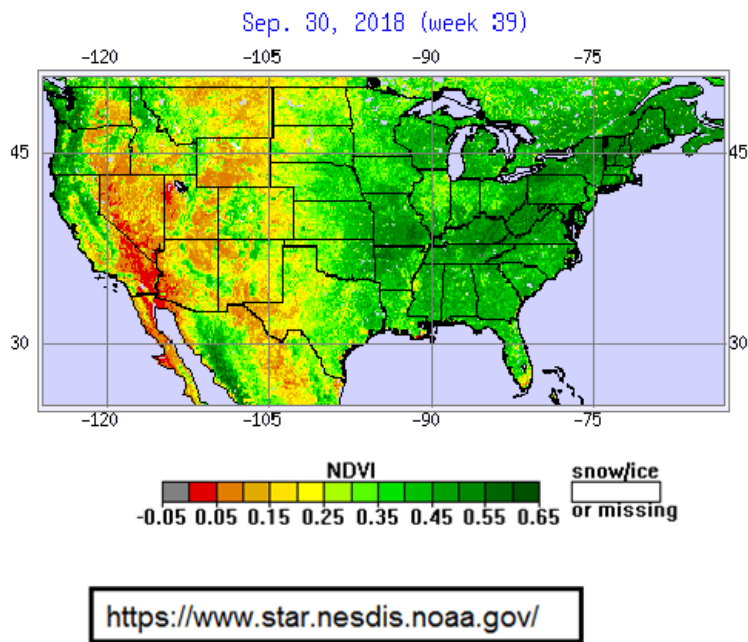 Sep. 30, 2018 (week 39)
-120 -105 -90 -75
45 45
30 30
-120 -105 -90 -75
NDVI
-0.05 0.05 0.15 0.25 0.35 0.45 0.55 0.65
snow/ice
or missing
https://www.star.nesdis.noaa.gov/